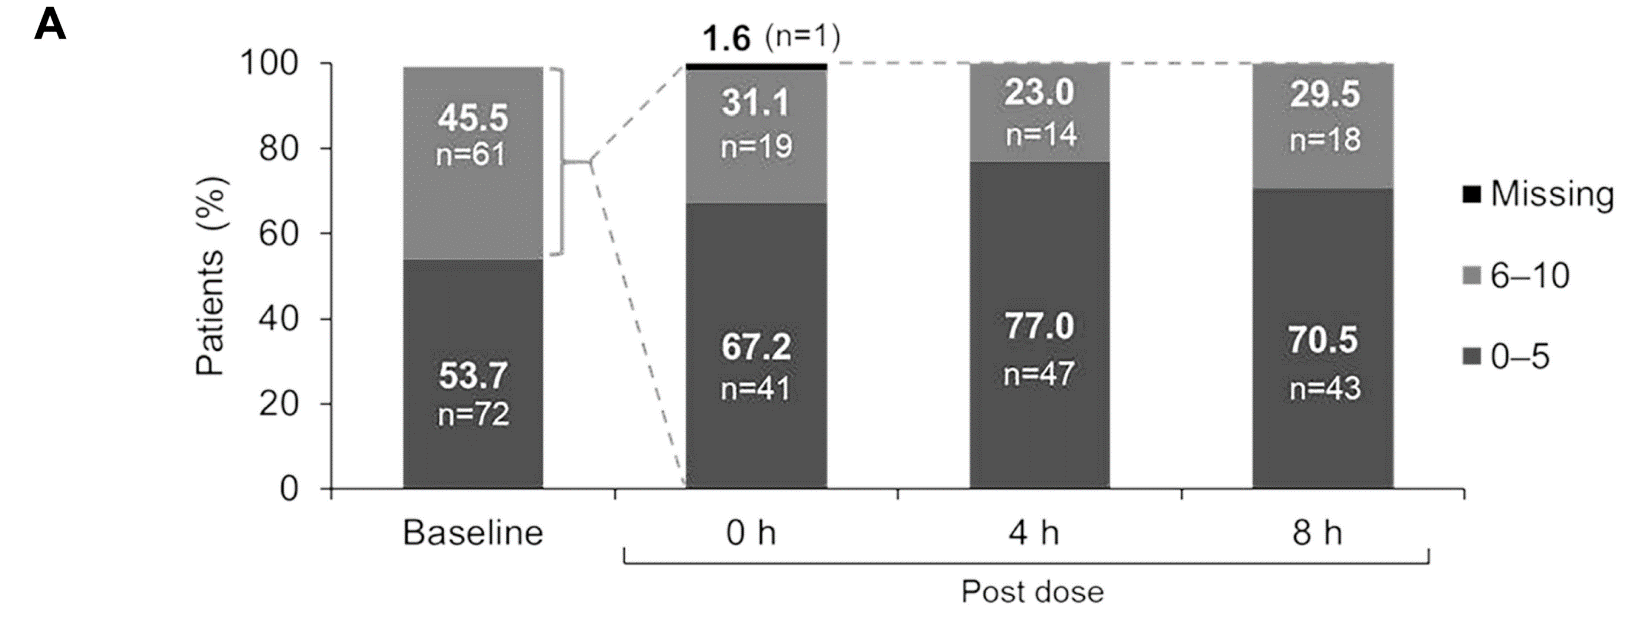 A
1.6 (n=1)
100
80
60
40
20
0
Patients (%)
45.5
n=61
53.7
n=72
31.1
n=19
67.2
n=41
23.0
n=14
77.0
n=47
29.5
n=18
70.5
n=43
Missing
6–10
0–5
Baseline
0 h
4 h
8 h
Post dose